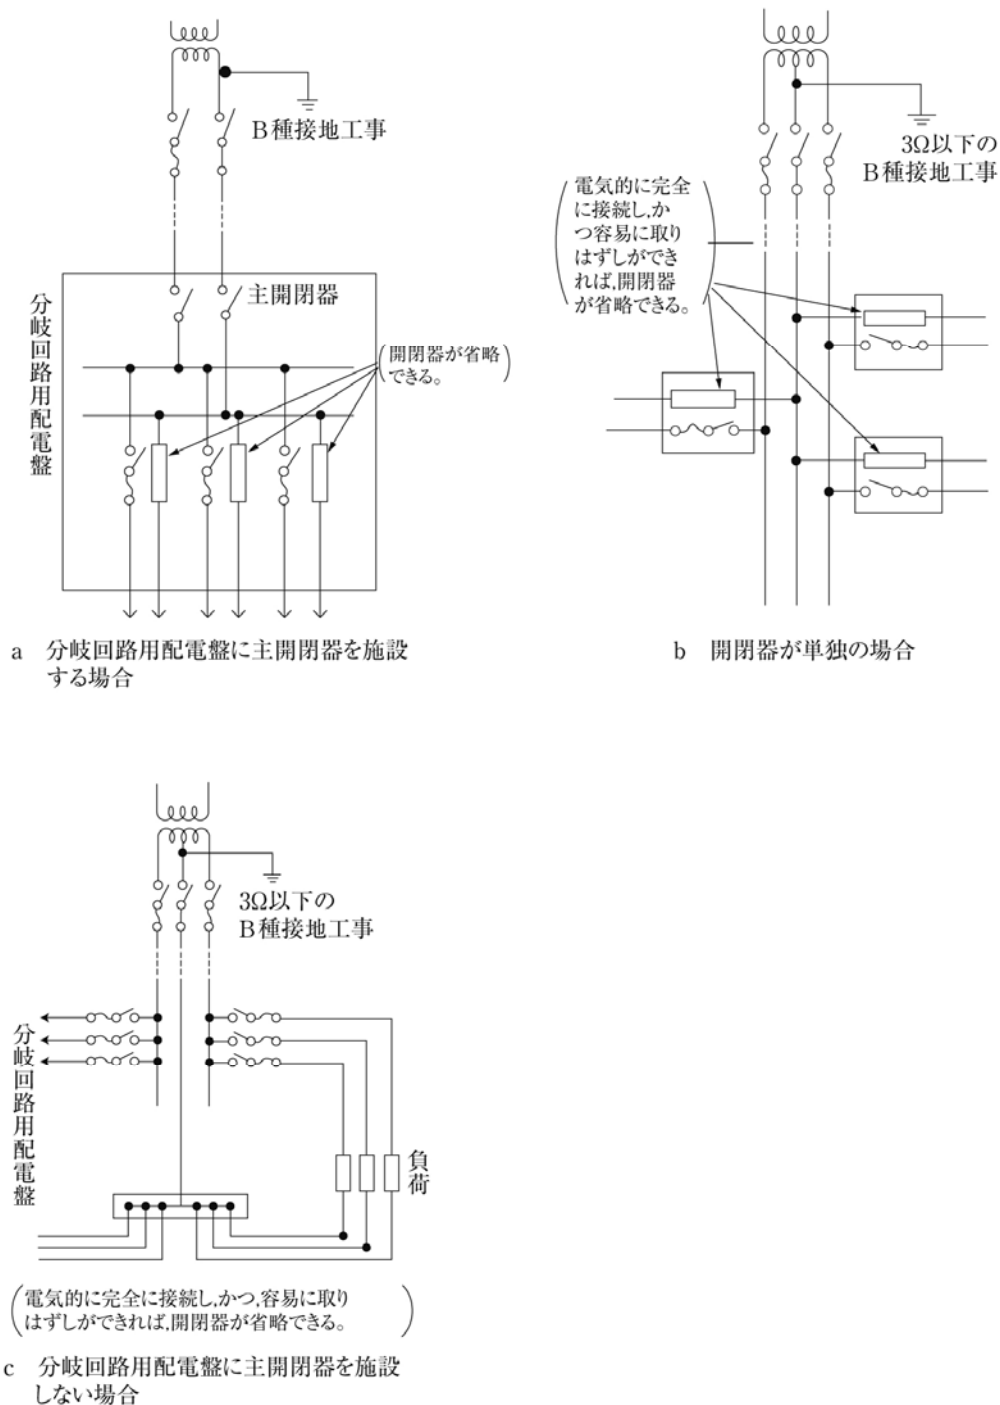 B種接地工事
分岐回路用配電盤
主開閉器
(開閉器が省略
できる。)
a 分岐回路用配電盤に主開閉器を施設
する場合
3Ω以下の
B種接地工事
(電気的に完全
に接続し,か
つ容易に取り
はずしができ
れば,開閉器
が省略できる。)
b 開閉器が単独の場合
3Ω以下の
B種接地工事
分岐回路用配電盤
負荷
(電気的に完全に接続し,かつ,容易に取り
はずしができれば,開閉器が省略できる。)
c 分岐回路用配電盤に主開閉器を施設
しない場合